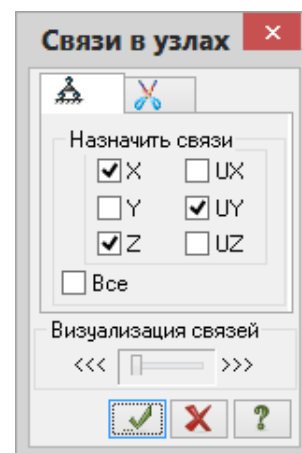 Связи в узлах
Назначить связи
X UX
Y UY
Z UZ
Все
Визуализация связей
<<< >>>
?